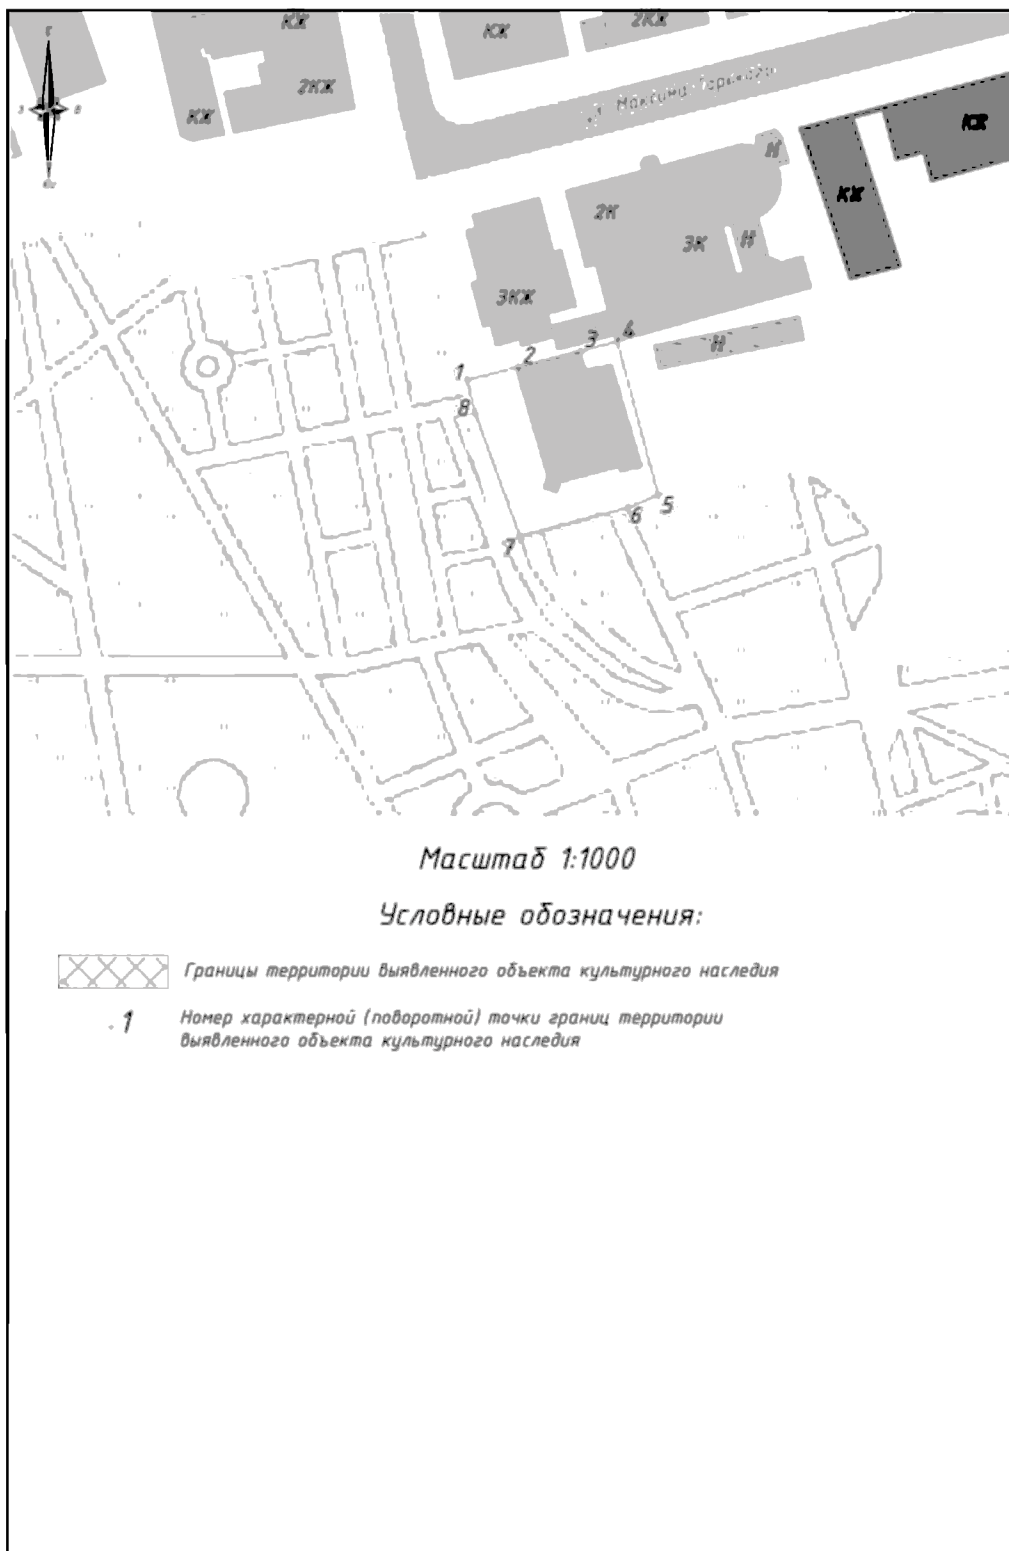 КЖ
КЖ
2КЖ
2КЖ
КЖ
ул. Максима Горького
КЖ
Н
КЖ
2К
3К
Н
3КЖ
Н
1
2
3
4
8
5
6
7
З
В
Масштаб 1:1000
Условные обозначения:
Границы территории выявленного объекта культурного наследия
1
Номер характерной (поворотной) точки границ территории
выявленного объекта культурного наследия